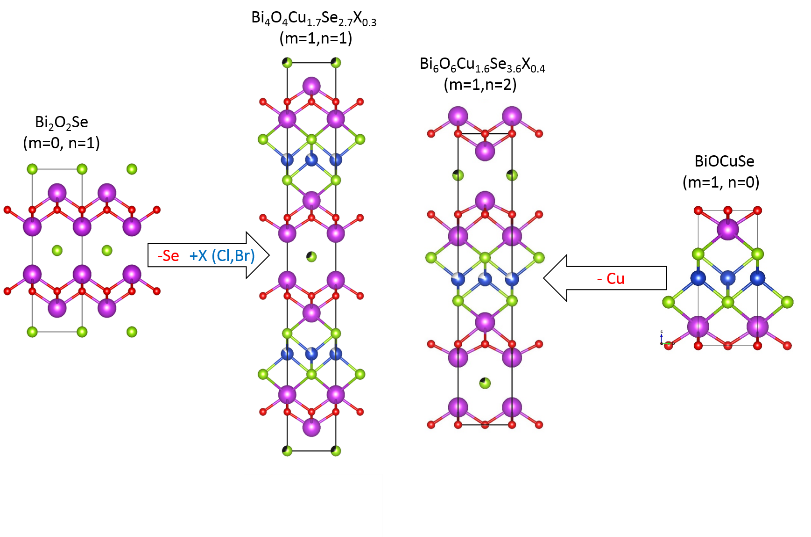 Bi4O4Cu1.7Se2.7X0.3
(m=1,n=1)
Bi6O6Cu1.6Se3.6X0.4
(m=1,n=2)
Bi2O2Se
(m=0, n=1)
BiOCuSe
(m=1, n=0)
-Se +X (Cl,Br)
- Cu